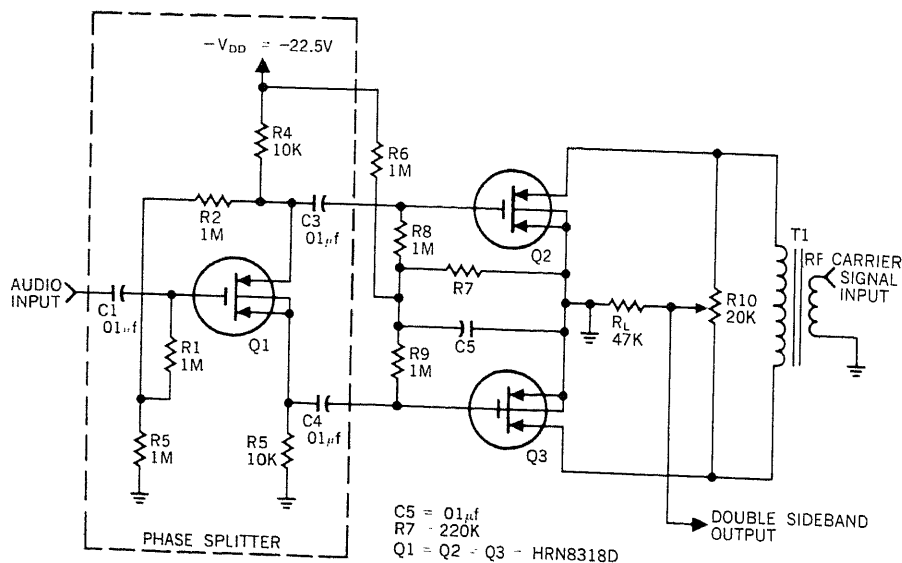 −VDD = −22.5V
R4
10K
R6
1M
R2
1M
C3
01µf
R8
1M
Q2
T1
RF CARRIER
SIGNAL
INPUT
AUDIO
INPUT
C1
01µf
Q1
R7
RL
47K
R10
20K
R1
1M
C5
R9
1M
C4
01µf
R5
1M
R5
10K
Q3
PHASE SPLITTER
C5 = 01µf
R7 - 220K
Q1 = Q2 - Q3 - HRN8318D
DOUBLE SIDEBAND
OUTPUT